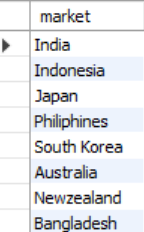 market
India
Indonesia
Japan
Philiphines
South Korea
Australia
Newzealand
Bangladesh